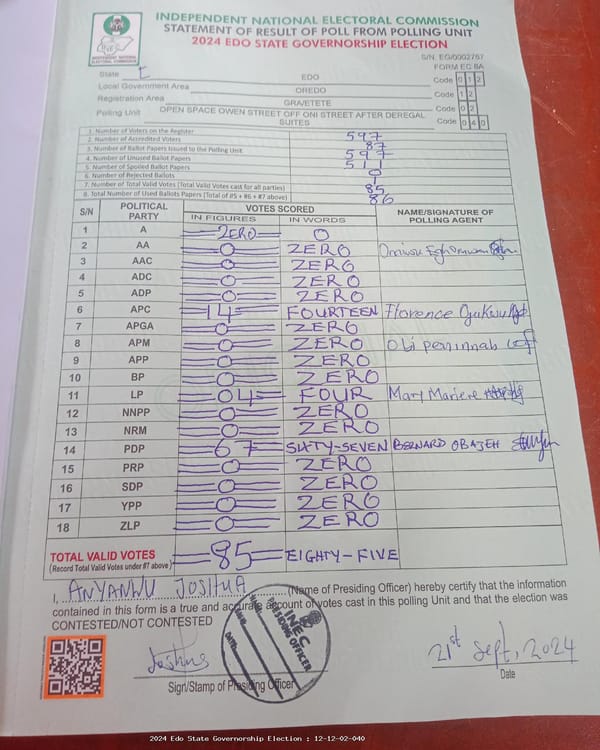 INDEPENDENT NATIONAL ELECTORAL COMMISSION
STATEMENT OF RESULT OF POLL FROM POLLING UNIT
2024 EDO STATE GOVERNORSHIP ELECTION
S/N. EG/0002757
FORM EC 8A
INEC
INDEPENDENT NATIONAL ELECTORAL COMMISSION
State EDO Code 0 1 2
Local Government Area OREDO Code 1 2
Registration Area GRA/ETETE Code 0 2
Polling Unit OPEN SPACE OWEN STREET OFF ONI STREET AFTER DEREGAL SUITES Code 0 4 0
1. Number of Voters on the Register 597
2. Number of Accredited Voters 87
3. Number of Ballot Papers Issued to the Polling Unit 597
4. Number of Unused Ballot Papers 511
5. Number of Spoiled Ballot Papers 0
6. Number of Rejected Ballots 1
7. Number of Total Valid Votes (Total Valid Votes cast for all parties) 85
8. Total Number of Used Ballots Papers (Total of #5 + #6 + #7 above) 86
S/N POLITICAL PARTY VOTES SCORED NAME/SIGNATURE OF POLLING AGENT
IN FIGURES IN WORDS
1 A ZERO 0
2 AA 0 ZERO
3 AAC 0 ZERO
4 ADC 0 ZERO
5 ADP 0 ZERO
6 APC 14 FOURTEEN Florence
7 APGA 0 ZERO
8 APM 0 ZERO Obi peninnah
9 APP 0 ZERO
10 BP 0 ZERO
11 LP 04 FOUR Mary Mariere
12 NNPP 0 ZERO
13 NRM 0 ZERO
14 PDP 67 SIXTY-SEVEN BERNARD OBAJEH
15 PRP 0 ZERO
16 SDP 0 ZERO
17 YPP 0 ZERO
18 ZLP 0 ZERO
TOTAL VALID VOTES 85 EIGHTY-FIVE
(Record Total Valid Votes under #7 above)
I, ANYANWU JOSHUA (Name of Presiding Officer) hereby certify that the information
contained in this form is a true and accurate account of votes cast in this polling Unit and that the election was
CONTESTED/NOT CONTESTED
INEC
PRESIDING OFFICER
Joshua
21st Sept, 2024
Sign/Stamp of Presiding Officer
Date
2024 Edo State Governorship Election : 12-12-02-040